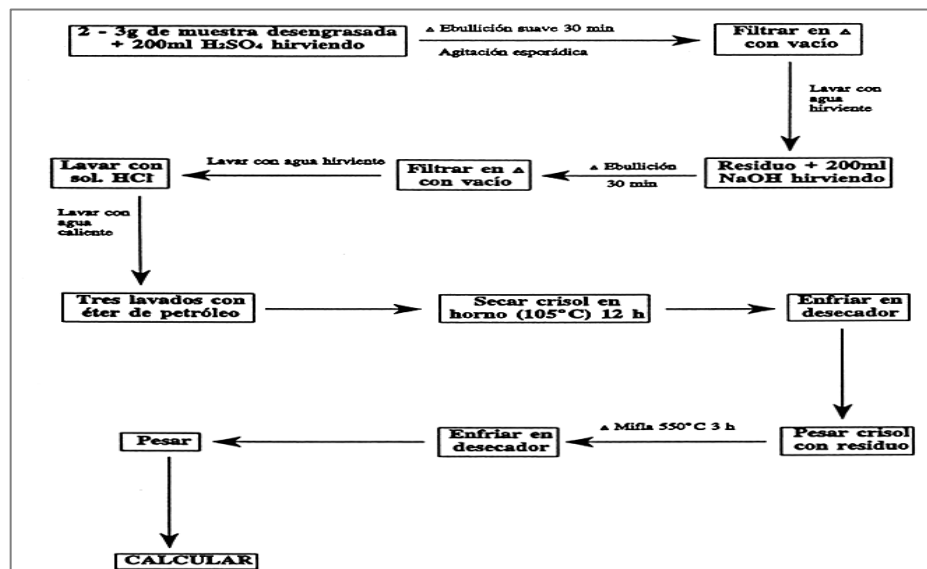 2 - 3g de muestra desengrasada
+ 200ml H₂SO₄ hirviendo
▵ Ebullición suave 30 min
Agitación esporádica
Filtrar en ▵
con vacío
Lavar con
agua
hirviente
Residuo + 200ml
NaOH hirviendo
▵ Ebullición
30 min
Filtrar en ▵
con vacío
Lavar con agua hirviente
Lavar con
sol. HCl
Lavar con
agua
caliente
Tres lavados con
éter de petróleo
Secar crisol en
horno (105°C) 12 h
Enfriar en
desecador
Pesar crisol
con residuo
▵ Mifla 550°C 3 h
Enfriar en
desecador
Pesar
CALCULAR